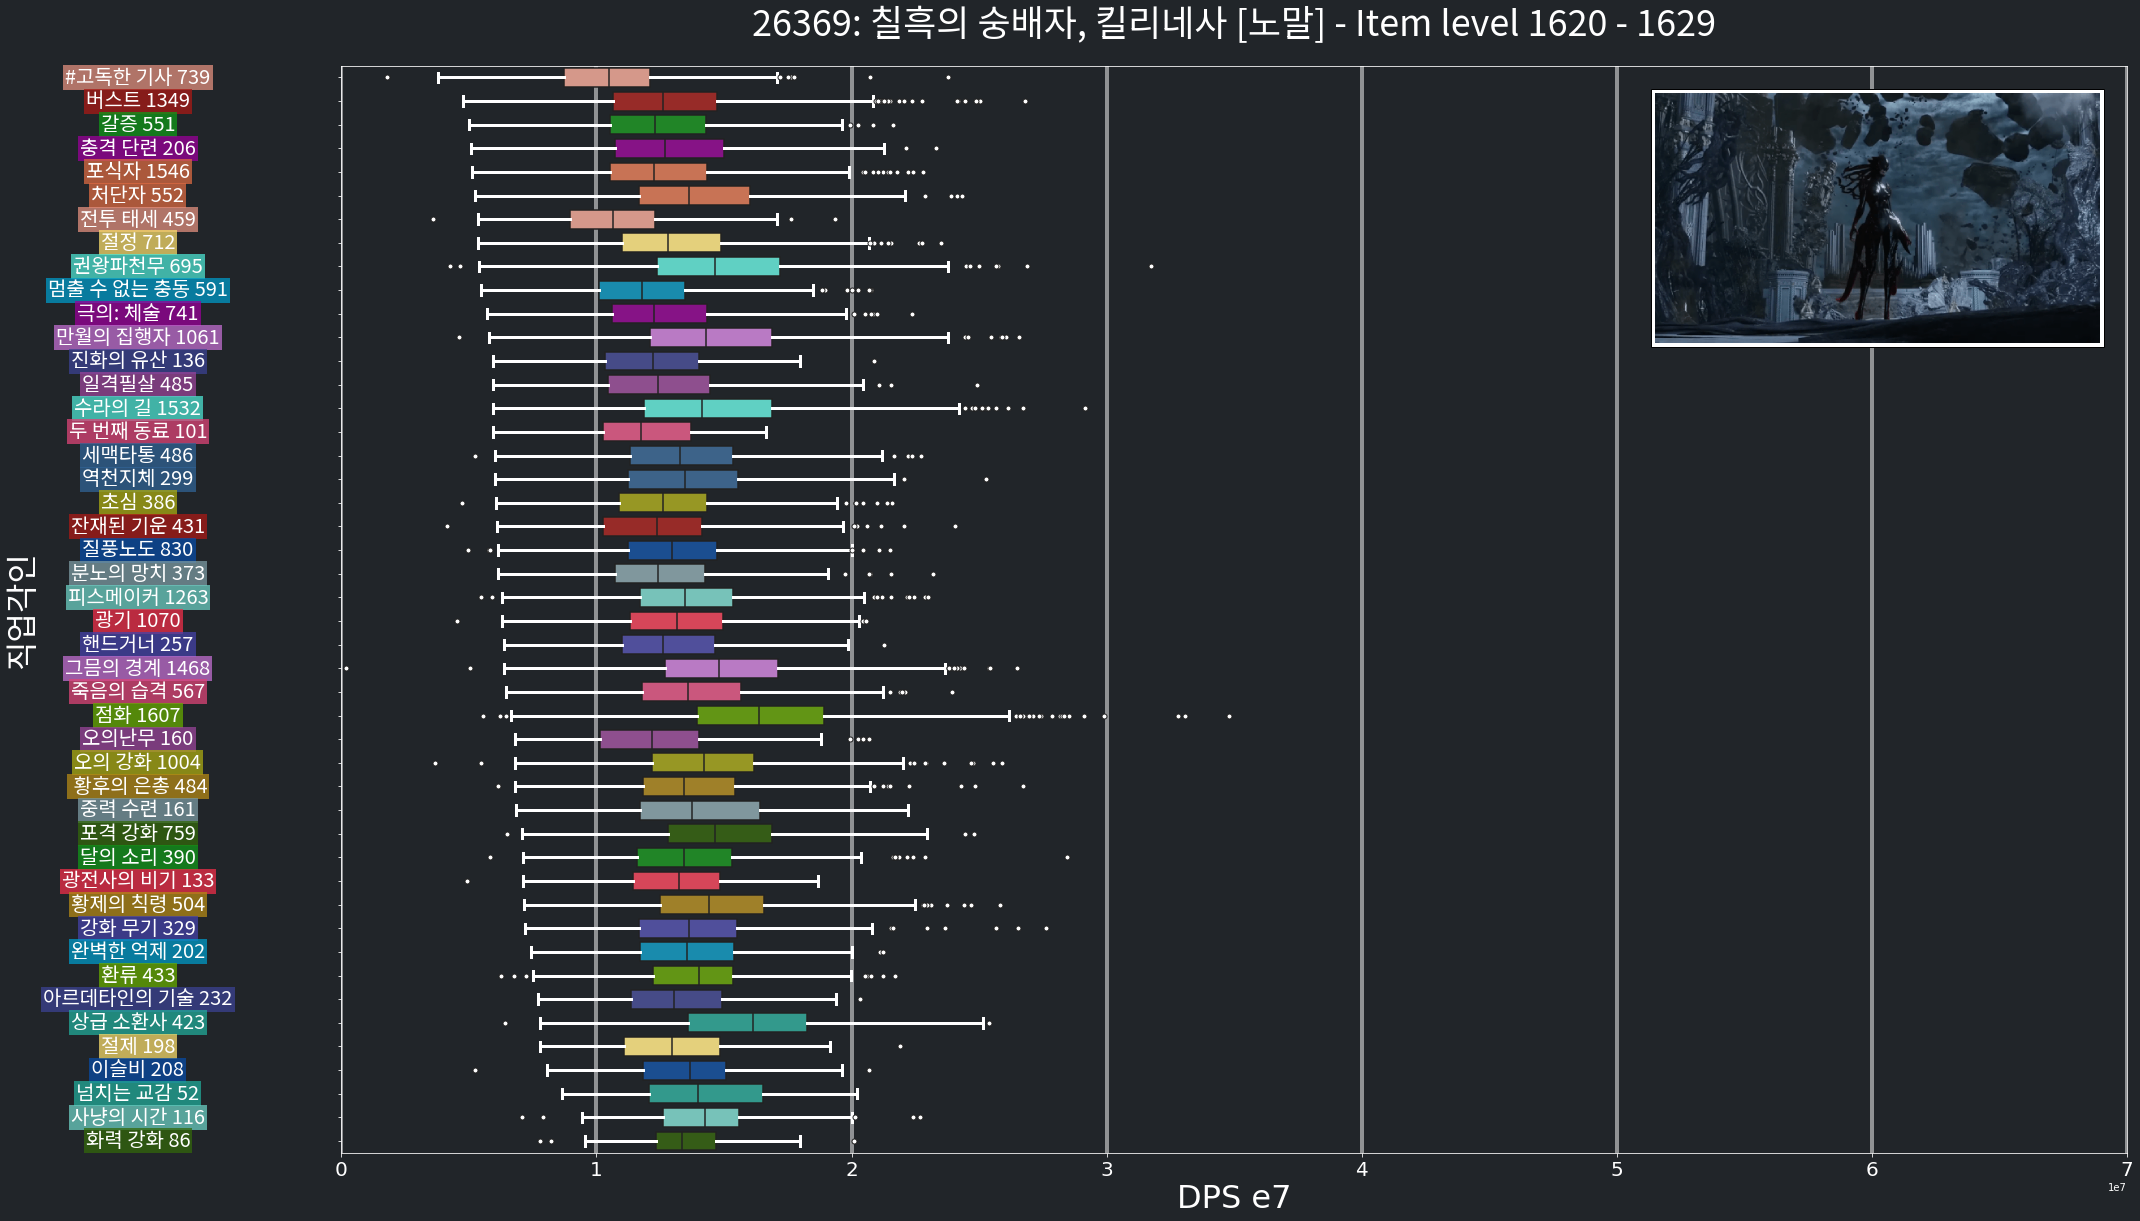 26369: 칠흑의 숭배자, 킬리네사 [노말] - Item level 1620 - 1629
직업각인
#고독한 기사 739
버스트 1349
갈증 551
충격 단련 206
포식자 1546
처단자 552
전투 태세 459
절정 712
권왕파천무 695
멈출 수 없는 충동 591
극의: 체술 741
만월의 집행자 1061
진화의 유산 136
일격필살 485
수라의 길 1532
두 번째 동료 101
세맥타통 486
역천지체 299
초심 386
잔재된 기운 431
질풍노도 830
분노의 망치 373
피스메이커 1263
광기 1070
핸드거너 257
그믐의 경계 1468
죽음의 습격 567
점화 1607
오의난무 160
오의 강화 1004
황후의 은총 484
중력 수련 161
포격 강화 759
달의 소리 390
광전사의 비기 133
황제의 칙령 504
강화 무기 329
완벽한 억제 202
환류 433
아르데타인의 기술 232
상급 소환사 423
절제 198
이슬비 208
넘치는 교감 52
사냥의 시간 116
화력 강화 86
0 1 2 3 4 5 6 7
1e7
DPS e7